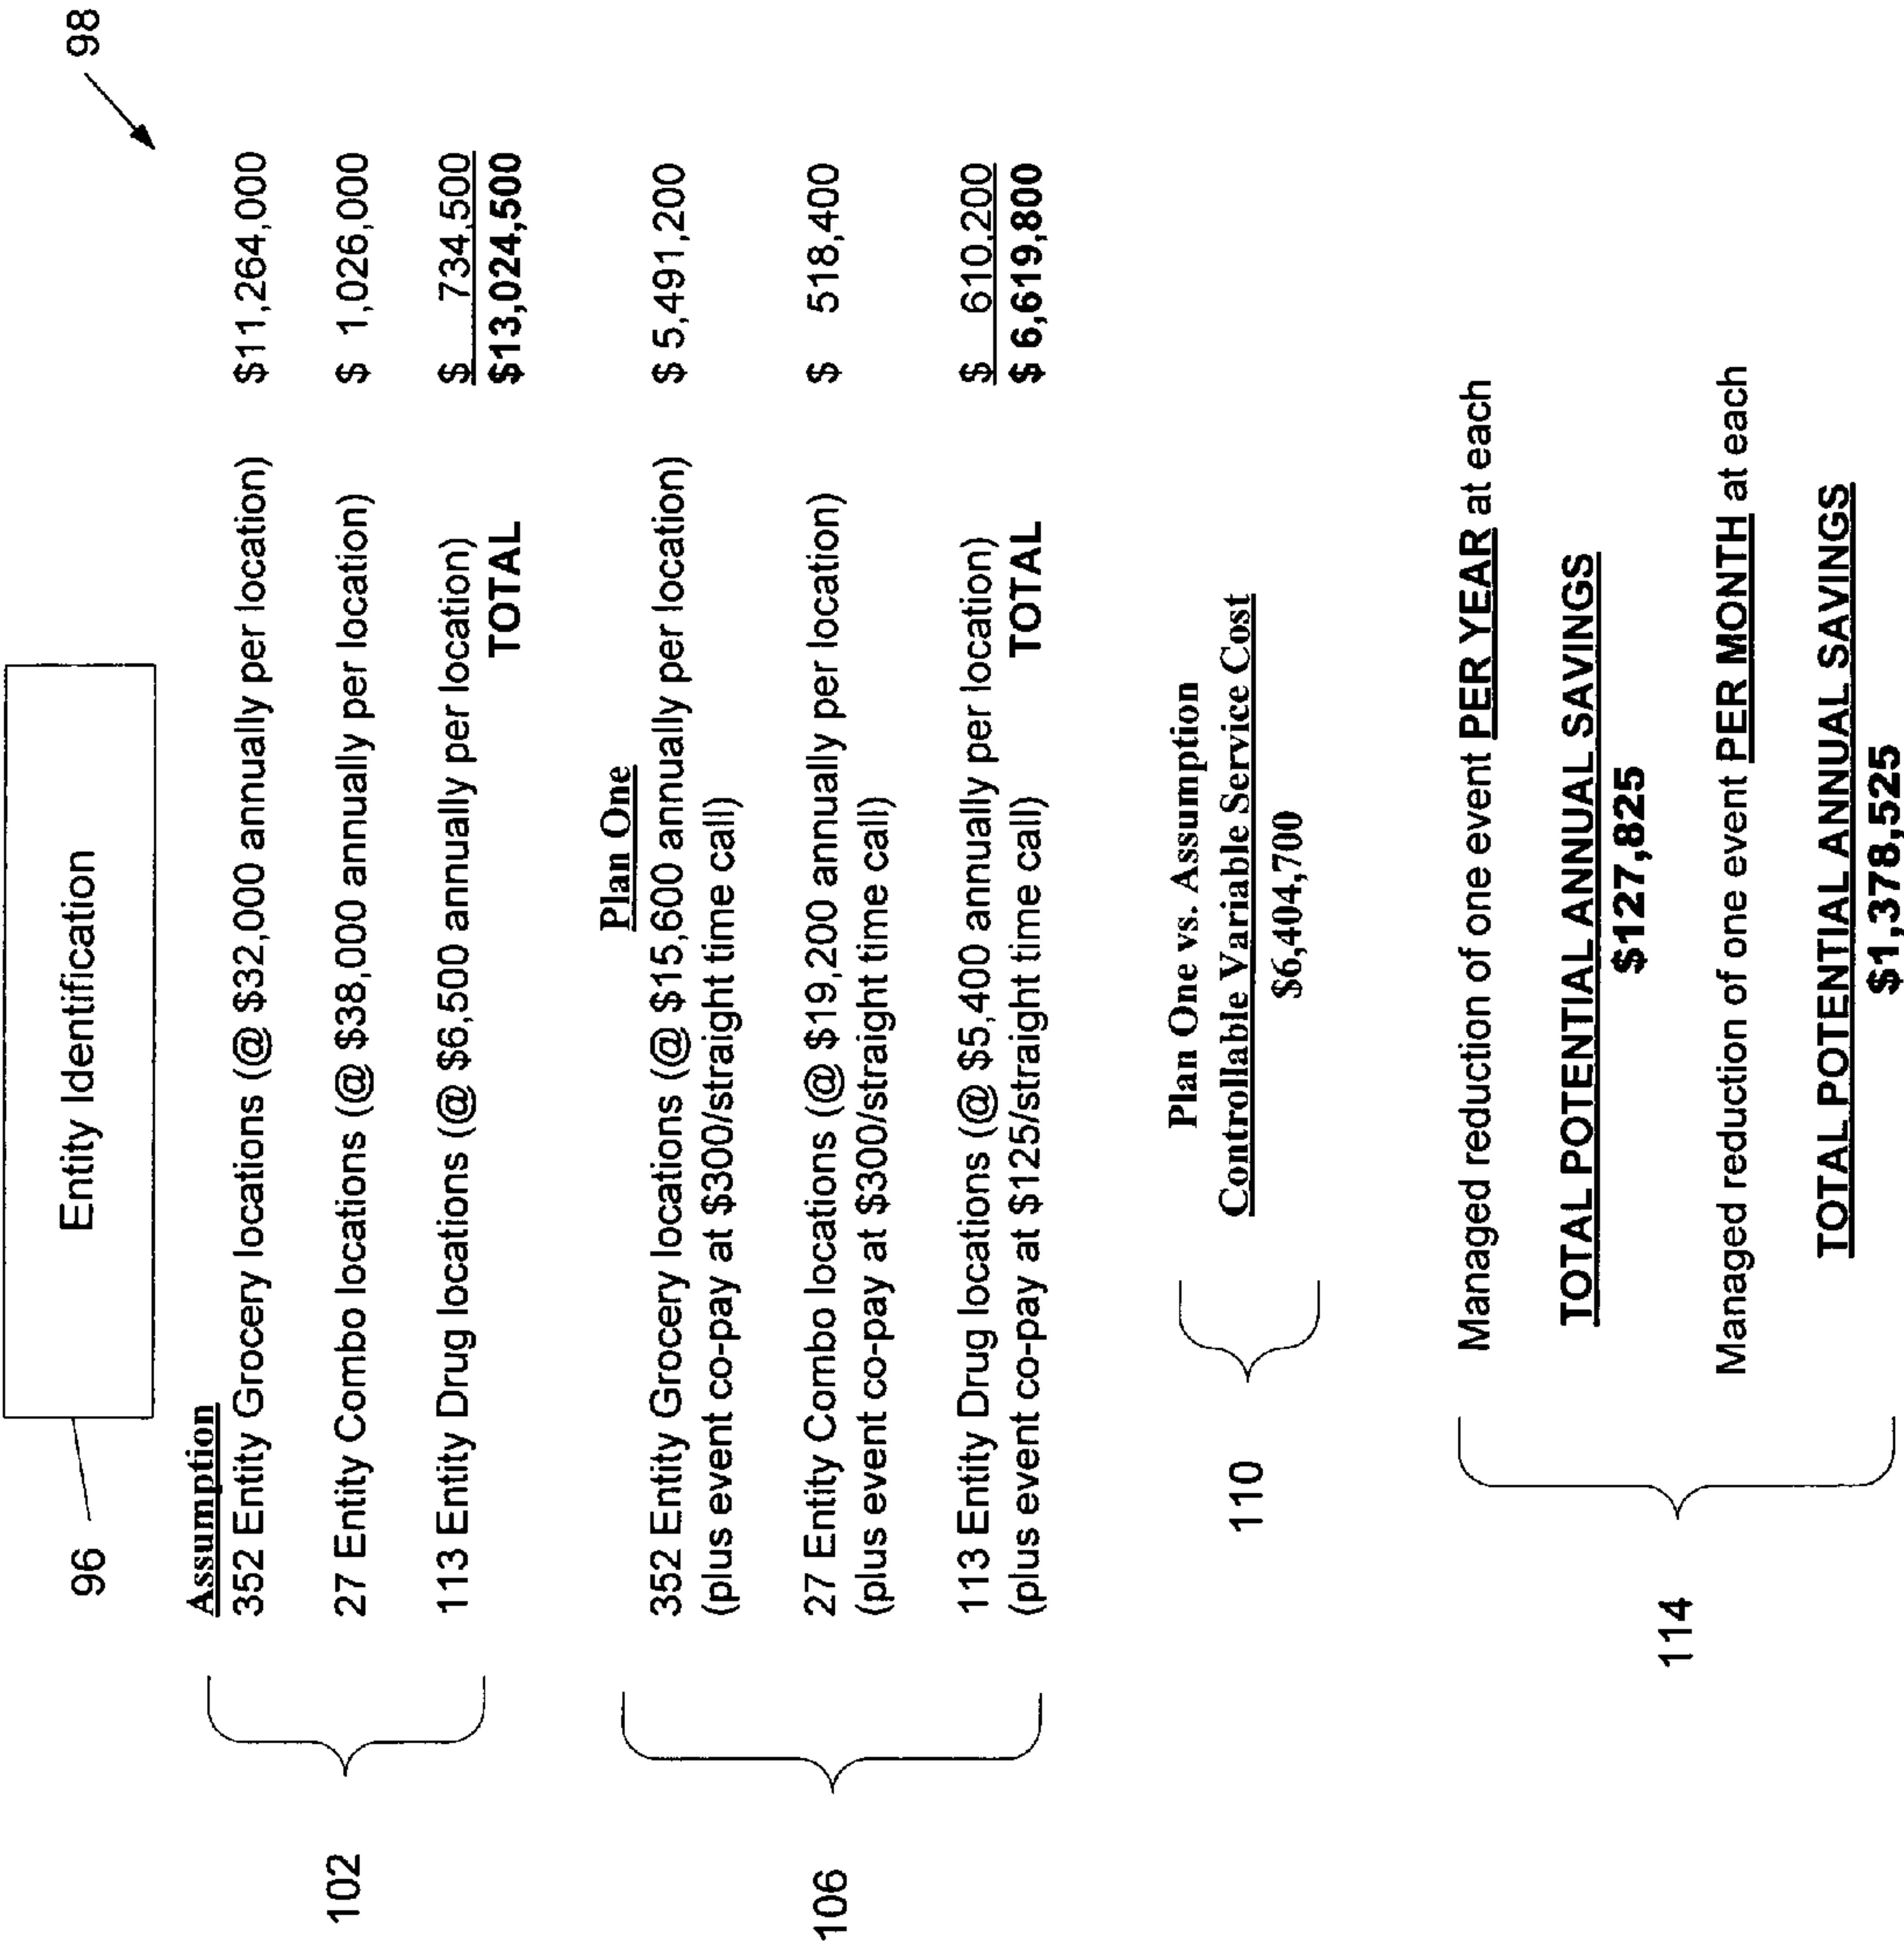 98
Entity Identification
96
Assumption
352 Entity Grocery locations (@ $32,000 annually per location) $11,264,000
27 Entity Combo locations (@ $38,000 annually per location) $ 1,026,000
113 Entity Drug locations (@ $6,500 annually per location) $ 734,500
TOTAL $13,024,500
102
Plan One
352 Entity Grocery locations (@ $15,600 annually per location) $ 5,491,200
(plus event co-pay at $300/straight time call)
27 Entity Combo locations (@ $19,200 annually per location) $ 518,400
(plus event co-pay at $300/straight time call)
113 Entity Drug locations (@ $5,400 annually per location) $ 610,200
(plus event co-pay at $125/straight time call) TOTAL $ 6,619,800
106
Plan One vs. Assumption
Controllable Variable Service Cost
$6,404,700
110
Managed reduction of one event PER YEAR at each
TOTAL POTENTIAL ANNUAL SAVINGS
$127,825
Managed reduction of one event PER MONTH at each
TOTAL POTENTIAL ANNUAL SAVINGS
$1,378,525
114